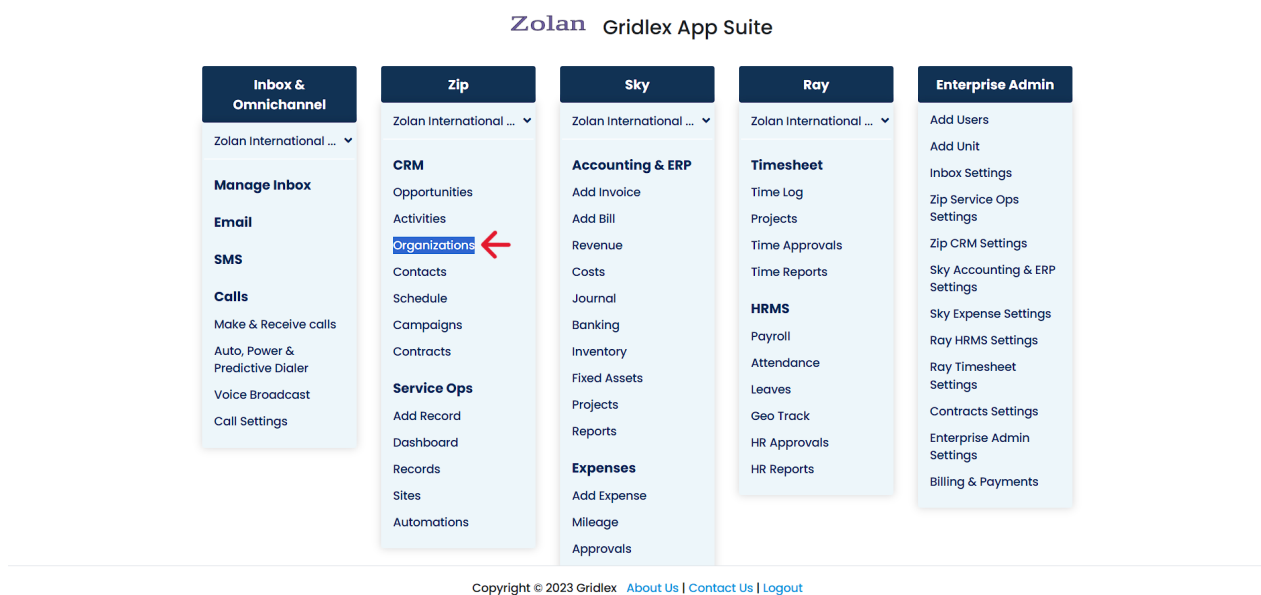 Zolan Gridlex App Suite
Inbox &
Omnichannel
Zolan International ...
Manage Inbox
Email
SMS
Calls
Make & Receive calls
Auto, Power &
Predictive Dialer
Voice Broadcast
Call Settings
Zip
Zolan International ...
CRM
Opportunities
Activities
Organizations
Contacts
Schedule
Campaigns
Contracts
Service Ops
Add Record
Dashboard
Records
Sites
Automations
Sky
Zolan International ...
Accounting & ERP
Add Invoice
Add Bill
Revenue
Costs
Journal
Banking
Inventory
Fixed Assets
Projects
Reports
Expenses
Add Expense
Mileage
Approvals
Ray
Zolan International ...
Timesheet
Time Log
Projects
Time Approvals
Time Reports
HRMS
Payroll
Attendance
Leaves
Geo Track
HR Approvals
HR Reports
Enterprise Admin
Add Users
Add Unit
Inbox Settings
Zip Service Ops
Settings
Zip CRM Settings
Sky Accounting & ERP
Settings
Sky Expense Settings
Ray HRMS Settings
Ray Timesheet
Settings
Contracts Settings
Enterprise Admin
Settings
Billing & Payments
Copyright © 2023 Gridlex About Us | Contact Us | Logout